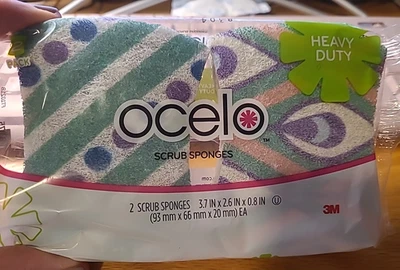 HEAVY
DUTY
ocelo™
SCRUB SPONGES
2 SCRUB SPONGES 3.7 IN x 2.6 IN x 0.8 IN Ⓤ
(93 mm x 66 mm x 20 mm) EA
3M